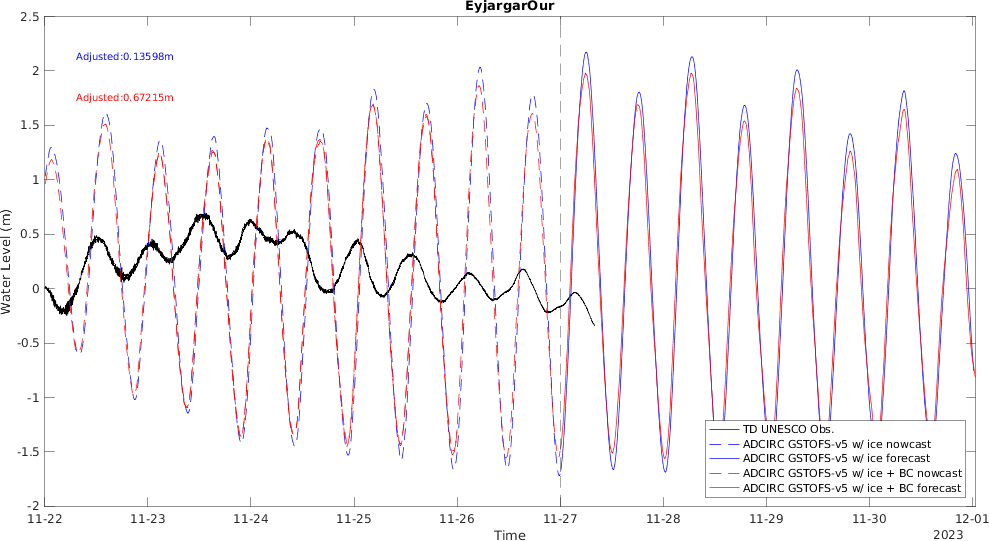 EyjargarOur
Adjusted:0.13598m
Adjusted:0.67215m
Water Level (m)
2.5
2
1.5
1
0.5
0
-0.5
-1
-1.5
-2
TD UNESCO Obs.
ADCIRC GSTOFS-v5 w/ ice nowcast
ADCIRC GSTOFS-v5 w/ ice forecast
ADCIRC GSTOFS-v5 w/ ice + BC nowcast
ADCIRC GSTOFS-v5 w/ ice + BC forecast
11-22 11-23 11-24 11-25 11-26 11-27 11-28 11-29 11-30 12-01
Time
2023